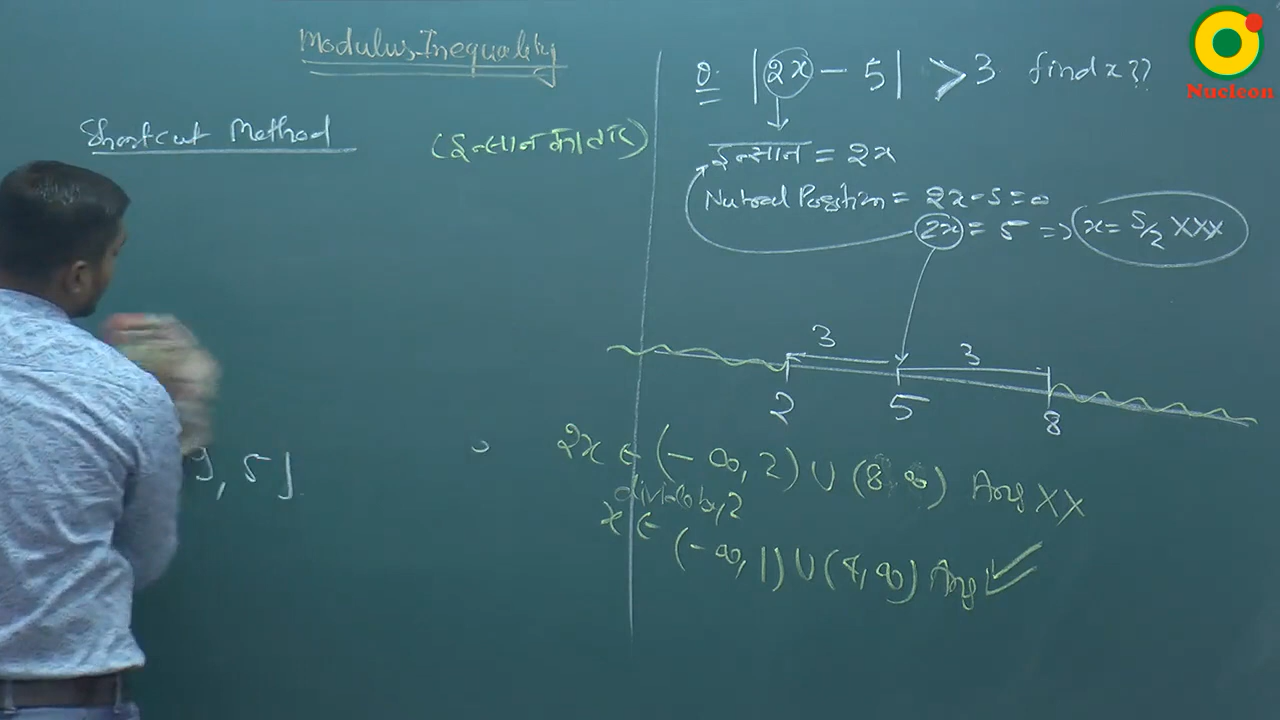 Modulus Inequality
Shortcut Method
(इन्सान का घर)
9, 5]
Q. |2x - 5| > 3 find x??
इन्सान = 2x
Nutral Position = 2x-5=0
2x = 5 => x = 5/2 XXX
3 3
2 5 8
2x ∈ (-∞, 2) ∪ (8, ∞) Ans XX
divide by 2
x ∈
(-∞, 1) ∪ (4, ∞) Ans
Nucleon